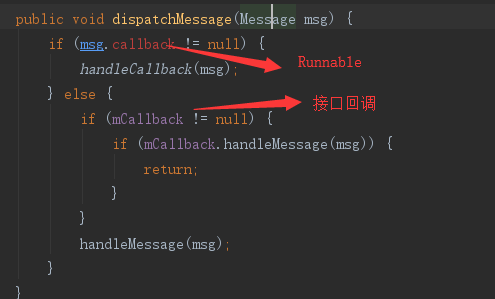 public void dispatchMessage(Message msg) {
if (msg.callback != null) {
Runnable
handleCallback(msg);
} else {
接口回调
if (mCallback != null) {
if (mCallback.handleMessage(msg)) {
return;
}
}
handleMessage(msg);
}
}